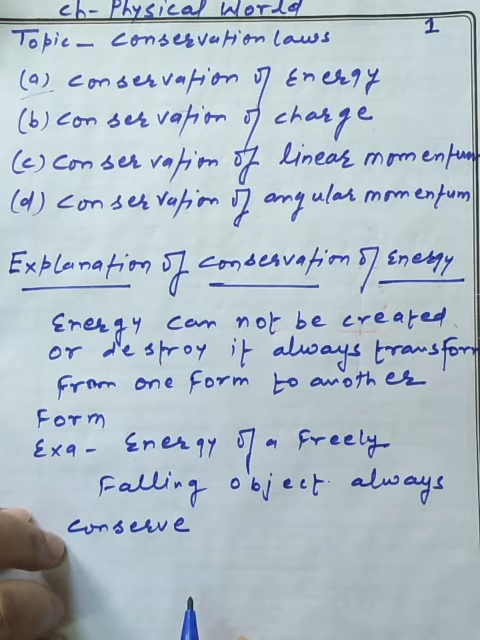 ch- Physical World
1
Topic - conservation laws
(a) conservation of Energy
(b) conservation of charge
(c) conservation of linear momentum
(d) conservation of angular momentum
Explanation of conservation of Energy
Energy can not be created
or destroy it always transform
from one form to another
Form
Exa - Energy of a Freely
Falling object always
conserve